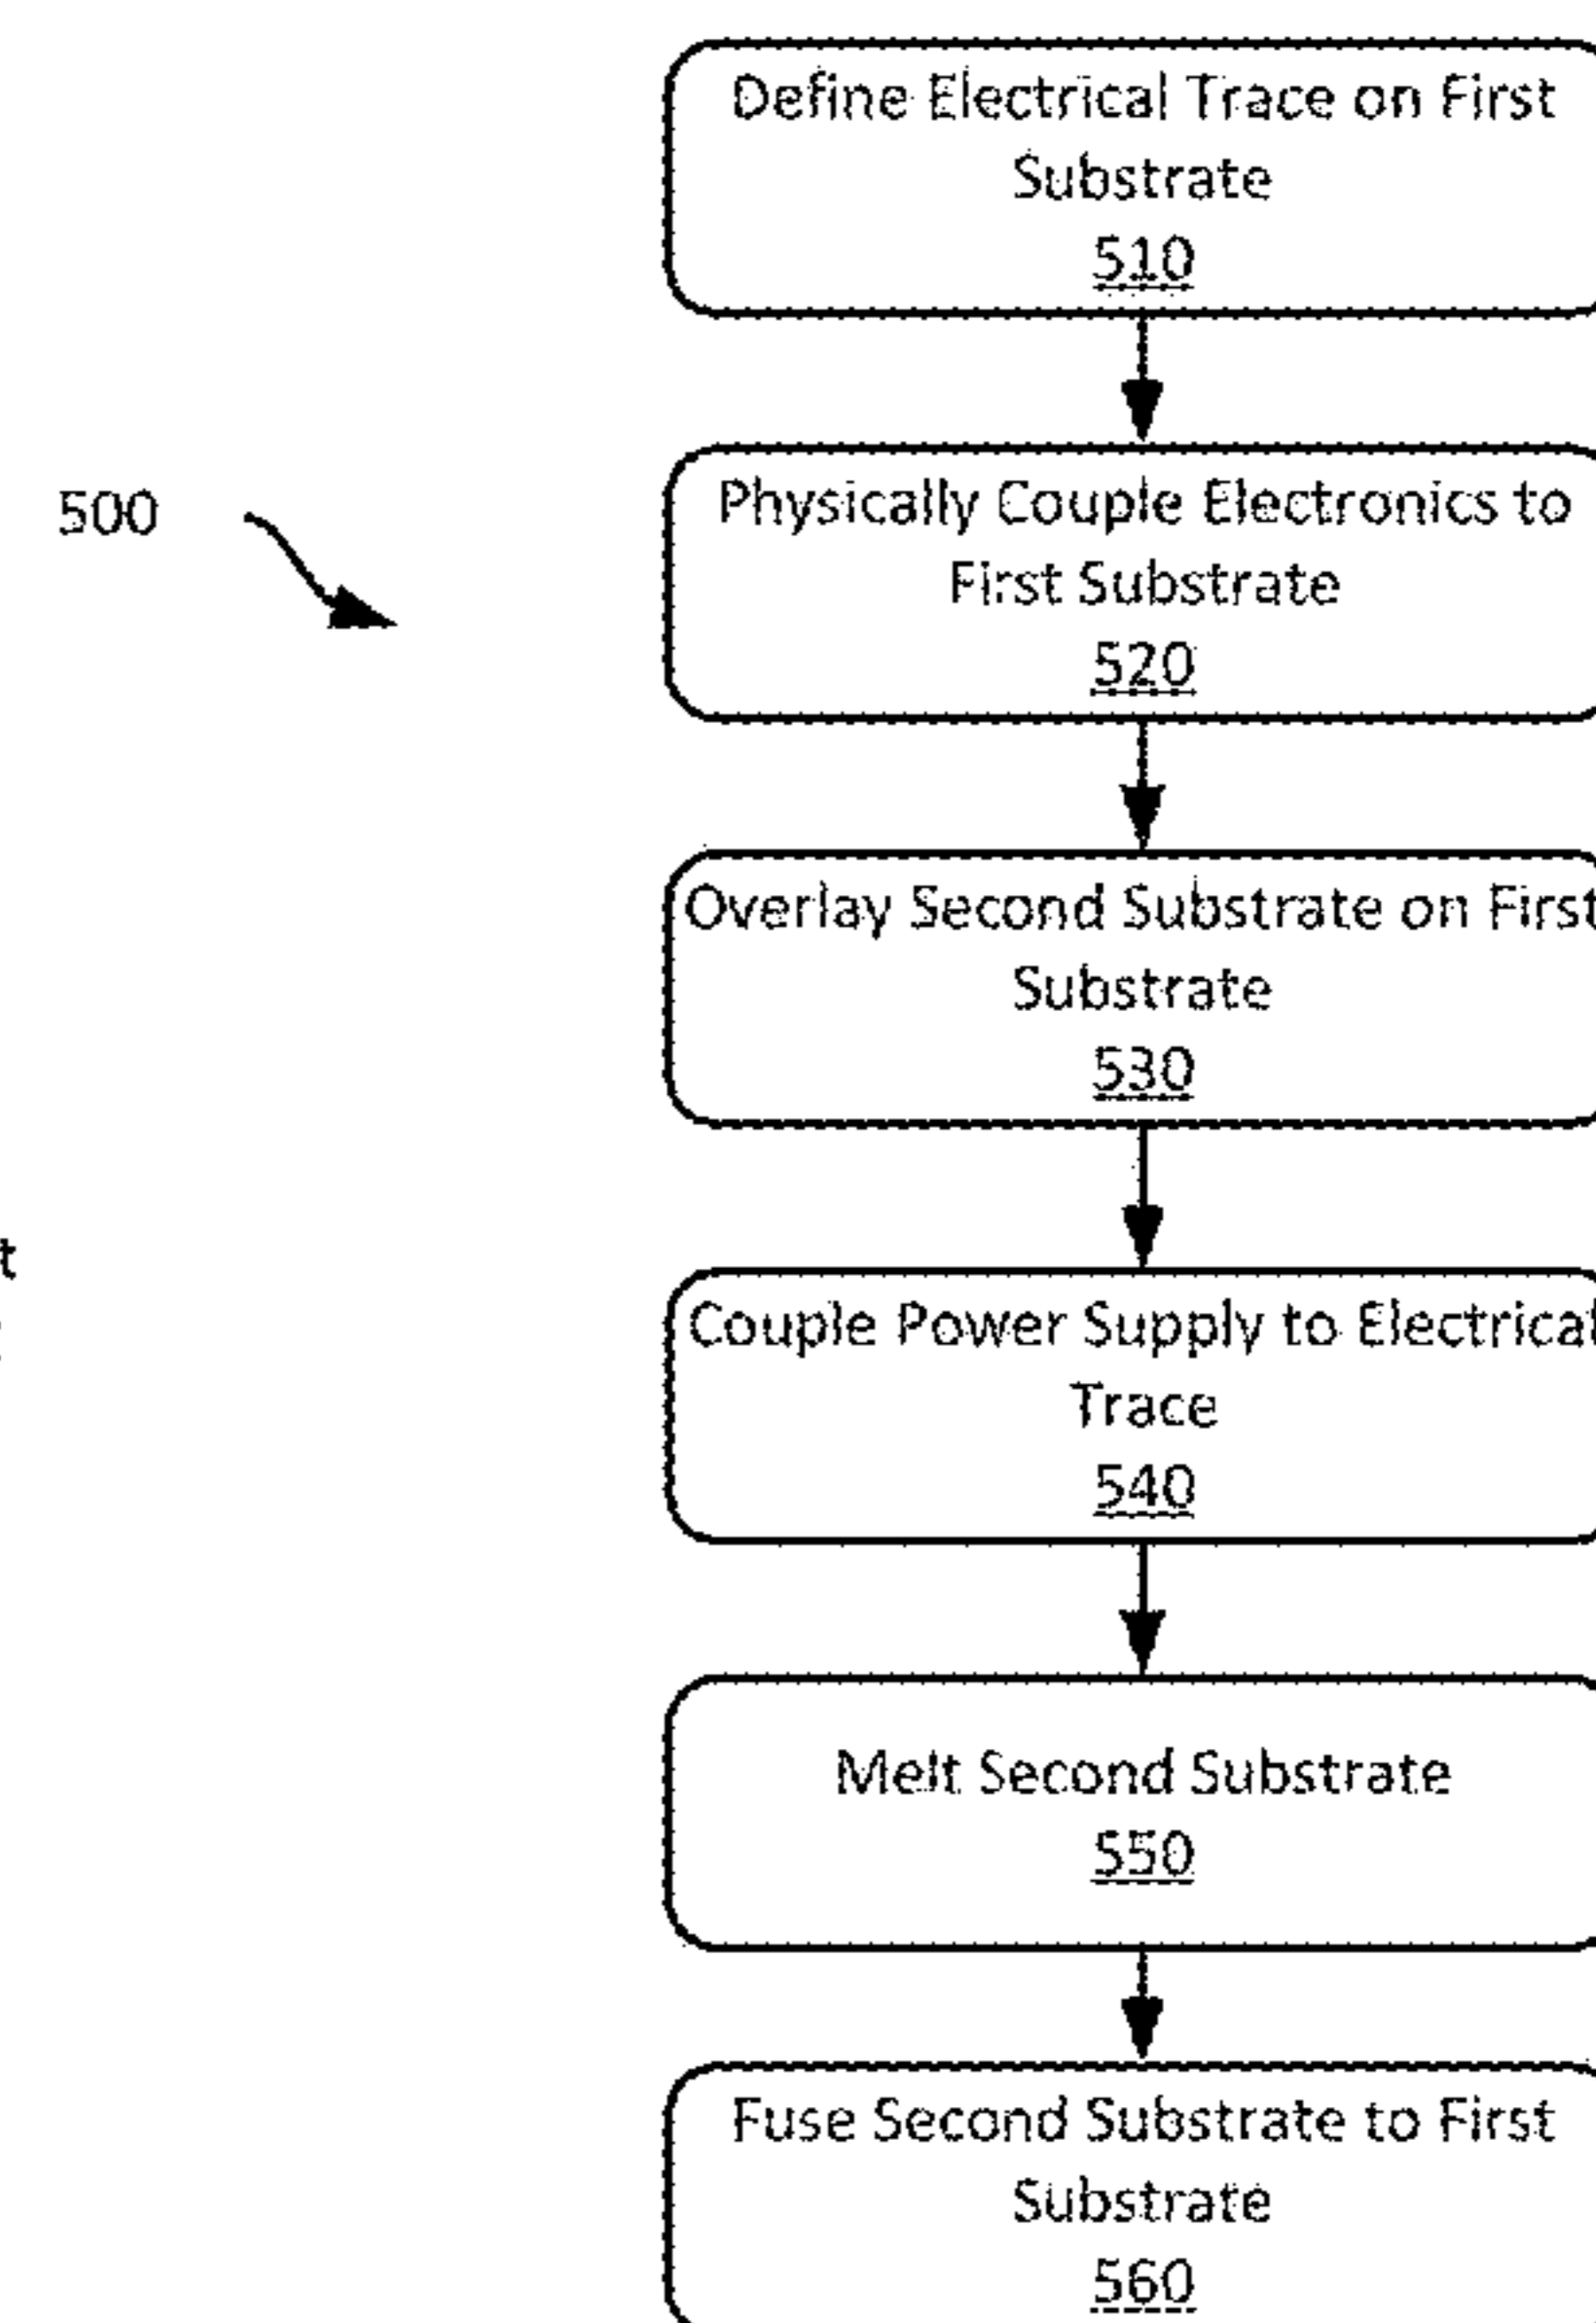 Define Electrical Trace on First
Substrate
510
500
Physically Couple Electronics to
First Substrate
520
Overlay Second Substrate on First
Substrate
530
t
Couple Power Supply to Electrical
Trace
540
Melt Second Substrate
550
Fuse Second Substrate to First
Substrate
560